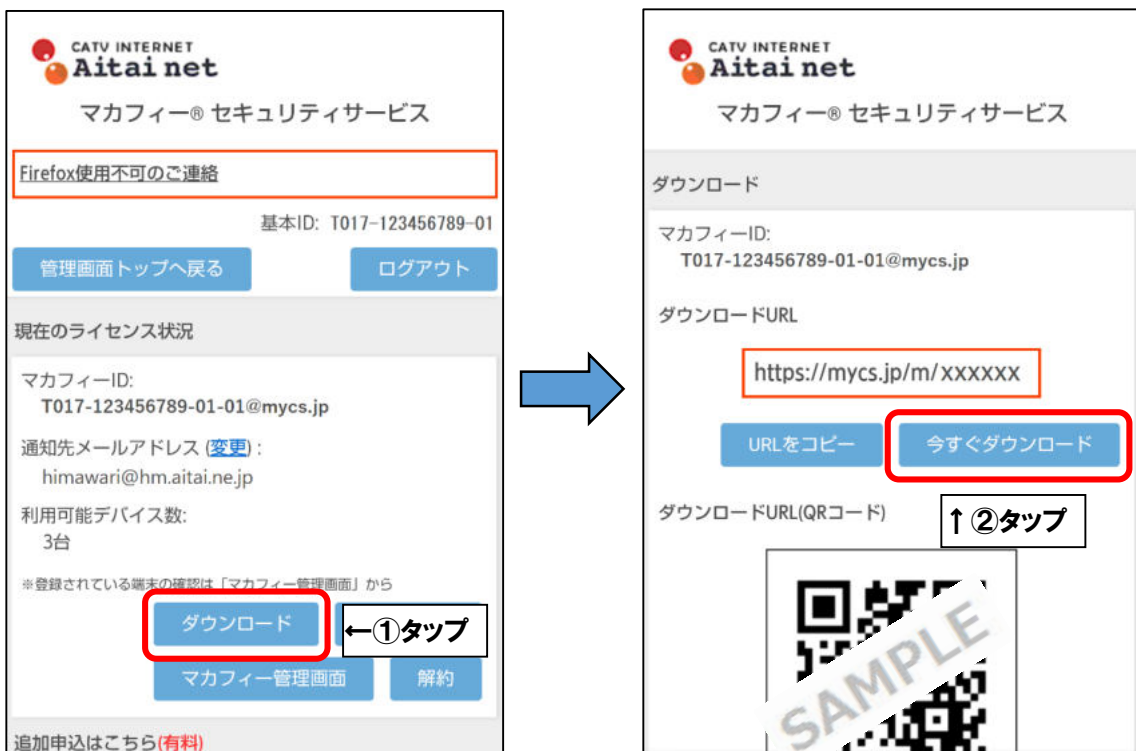 CATV INTERNET
Aitai net
マカフィー® セキュリティサービス
Firefox使用不可のご連絡
基本ID: T017-123456789-01
管理画面トップへ戻る
ログアウト
現在のライセンス状況
マカフィーID:
T017-123456789-01-01@mycs.jp
通知先メールアドレス (変更) :
himawari@hm.aitai.ne.jp
利用可能デバイス数:
3台
※登録されている端末の確認は「マカフィー管理画面」から
ダウンロード
←①タップ
マカフィー管理画面
解約
追加申込はこちら(有料)
CATV INTERNET
Aitai net
マカフィー® セキュリティサービス
ダウンロード
マカフィーID:
T017-123456789-01-01@mycs.jp
ダウンロードURL
https://mycs.jp/m/xxxxxx
URLをコピー
今すぐダウンロード
ダウンロードURL(QRコード)
↑②タップ
SAMPLE